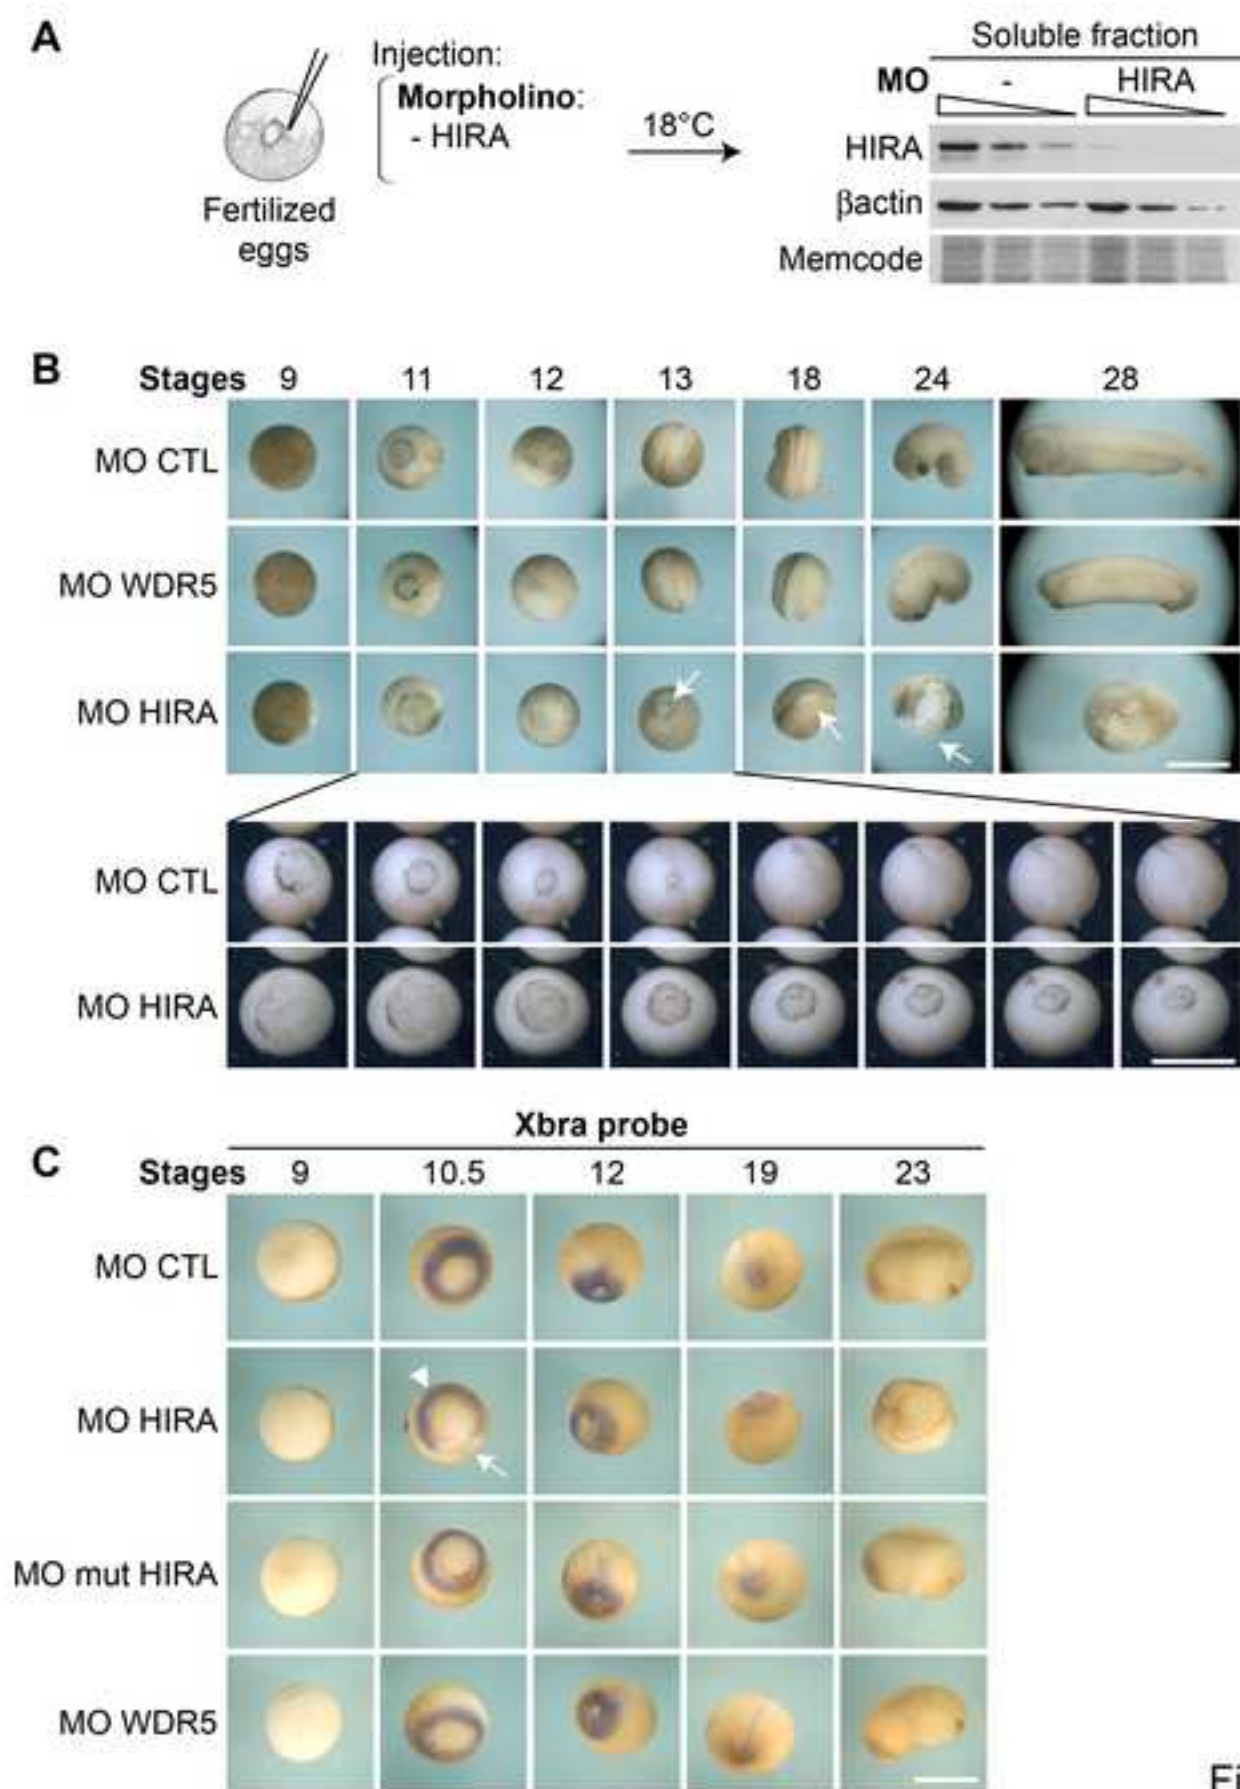 A
Injection:
Morpholino:
- HIRA
Fertilized
eggs
18°C
Soluble fraction
MO - HIRA
HIRA
βactin
Memcode
B
Stages 9 11 12 13 18 24 28
MO CTL
MO WDR5
MO HIRA
MO CTL
MO HIRA
Xbra probe
C
Stages 9 10.5 12 19 23
MO CTL
MO HIRA
MO mut HIRA
MO WDR5
Fi